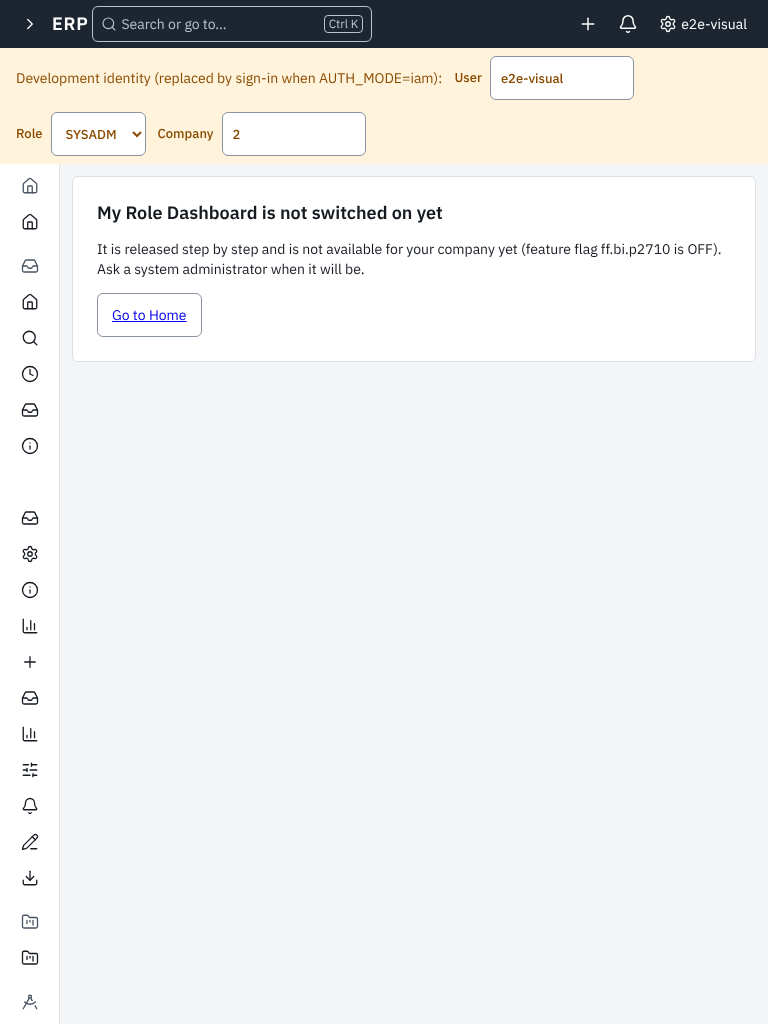 ERP
Search or go to... Ctrl K
e2e-visual
Development identity (replaced by sign-in when AUTH_MODE=iam): User e2e-visual
Role SYSADM Company 2
My Role Dashboard is not switched on yet
It is released step by step and is not available for your company yet (feature flag ff.bi.p2710 is OFF).
Ask a system administrator when it will be.
Go to Home